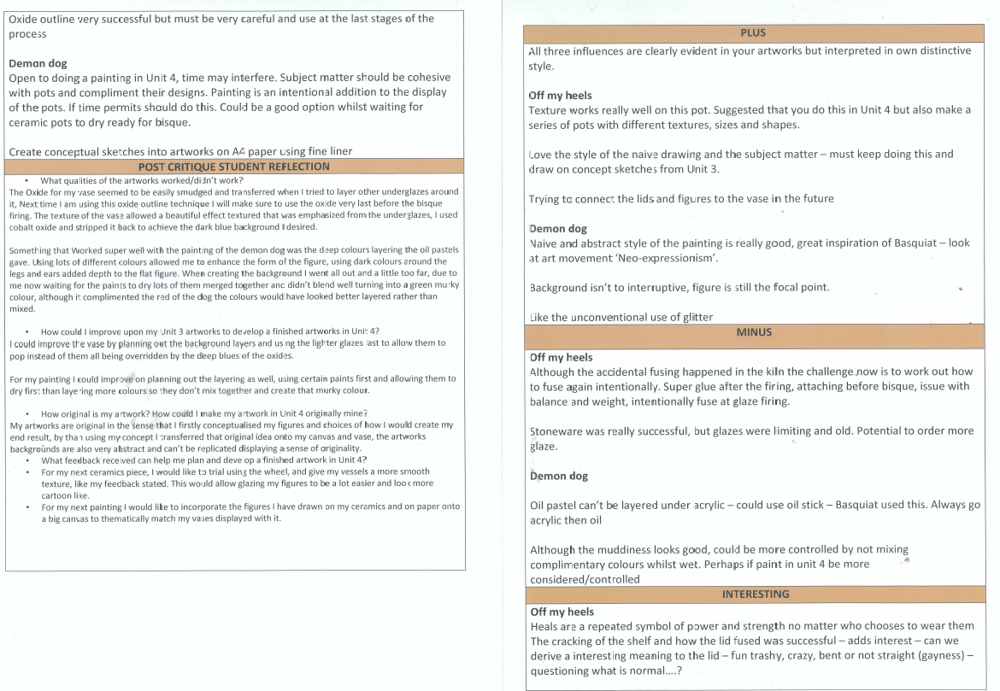 Oxide outline very successful but must be very careful and use at the last stages of the
process
Demon dog
Open to doing a painting in Unit 4, time may interfere. Subject matter should be cohesive
with pots and compliment their designs. Painting is an intentional addition to the display
of the pots. If time permits should do this. Could be a good option whilst waiting for
ceramic pots to dry ready for bisque.
Create conceptual sketches into artworks on A4 paper using fine liner
POST CRITIQUE STUDENT REFLECTION
• What qualities of the artworks worked/didn't work?
The Oxide for my vase seemed to be easily smudged and transferred when I tried to layer other underglazes around
it, Next time I am using this oxide outline technique I will make sure to use the oxide very last before the bisque
firing. The texture of the vase allowed a beautiful effect textured that was emphasized from the underglazes, I used
cobalt oxide and stripped it back to achieve the dark blue background I desired.
Something that Worked super well with the painting of the demon dog was the deep colours layering the oil pastels
gave. Using lots of different colours allowed me to enhance the form of the figure, using dark colours around the
legs and ears added depth to the flat figure. When creating the background I went all out and a little too far, due to
me now waiting for the paints to dry lots of them merged together and didn't blend well turning into a green murky
colour, although it complimented the red of the dog the colours would have looked better layered rather than
mixed.
• How could I improve upon my Unit 3 artworks to develop a finished artworks in Unit 4?
I could improve the vase by planning out the background layers and using the lighter glazes last to allow them to
pop instead of them all being overridden by the deep blues of the oxides.
For my painting I could improve on planning out the layering as well, using certain paints first and allowing them to
dry first than layering more colours so they don't mix together and create that murky colour.
• How original is my artwork? How could I make my artwork in Unit 4 originally mine?
My artworks are original in the sense that I firstly conceptualised my figures and choices of how I would create my
end result, by than using my concept I transferred that original idea onto my canvas and vase, the artworks
backgrounds are also very abstract and can't be replicated displaying a sense of originality.
• What feedback received can help me plan and develop a finished artwork in Unit 4?
• For my next ceramics piece, I would like to trial using the wheel, and give my vessels a more smooth
texture, like my feedback stated. This would allow glazing my figures to be a lot easier and look more
cartoon like.
• For my next painting I would like to incorporate the figures I have drawn on my ceramics and on paper onto
a big canvas to thematically match my vases displayed with it.
PLUS
All three influences are clearly evident in your artworks but interpreted in own distinctive
style.
Off my heels
Texture works really well on this pot. Suggested that you do this in Unit 4 but also make a
series of pots with different textures, sizes and shapes.
Love the style of the naive drawing and the subject matter – must keep doing this and
draw on concept sketches from Unit 3.
Trying to connect the lids and figures to the vase in the future
Demon dog
Naive and abstract style of the painting is really good, great inspiration of Basquiat – look
at art movement 'Neo-expressionism'.
Background isn't to interruptive, figure is still the focal point.
Like the unconventional use of glitter
MINUS
Off my heels
Although the accidental fusing happened in the kiln the challenge now is to work out how
to fuse again intentionally. Super glue after the firing, attaching before bisque, issue with
balance and weight, intentionally fuse at glaze firing.
Stoneware was really successful, but glazes were limiting and old. Potential to order more
glaze.
Demon dog
Oil pastel can't be layered under acrylic – could use oil stick – Basquiat used this. Always go
acrylic then oil
Although the muddiness looks good, could be more controlled by not mixing
complimentary colours whilst wet. Perhaps if paint in unit 4 be more
considered/controlled
INTERESTING
Off my heels
Heals are a repeated symbol of power and strength no matter who chooses to wear them
The cracking of the shelf and how the lid fused was successful – adds interest – can we
derive a interesting meaning to the lid – fun trashy, crazy, bent or not straight (gayness) –
questioning what is normal....?